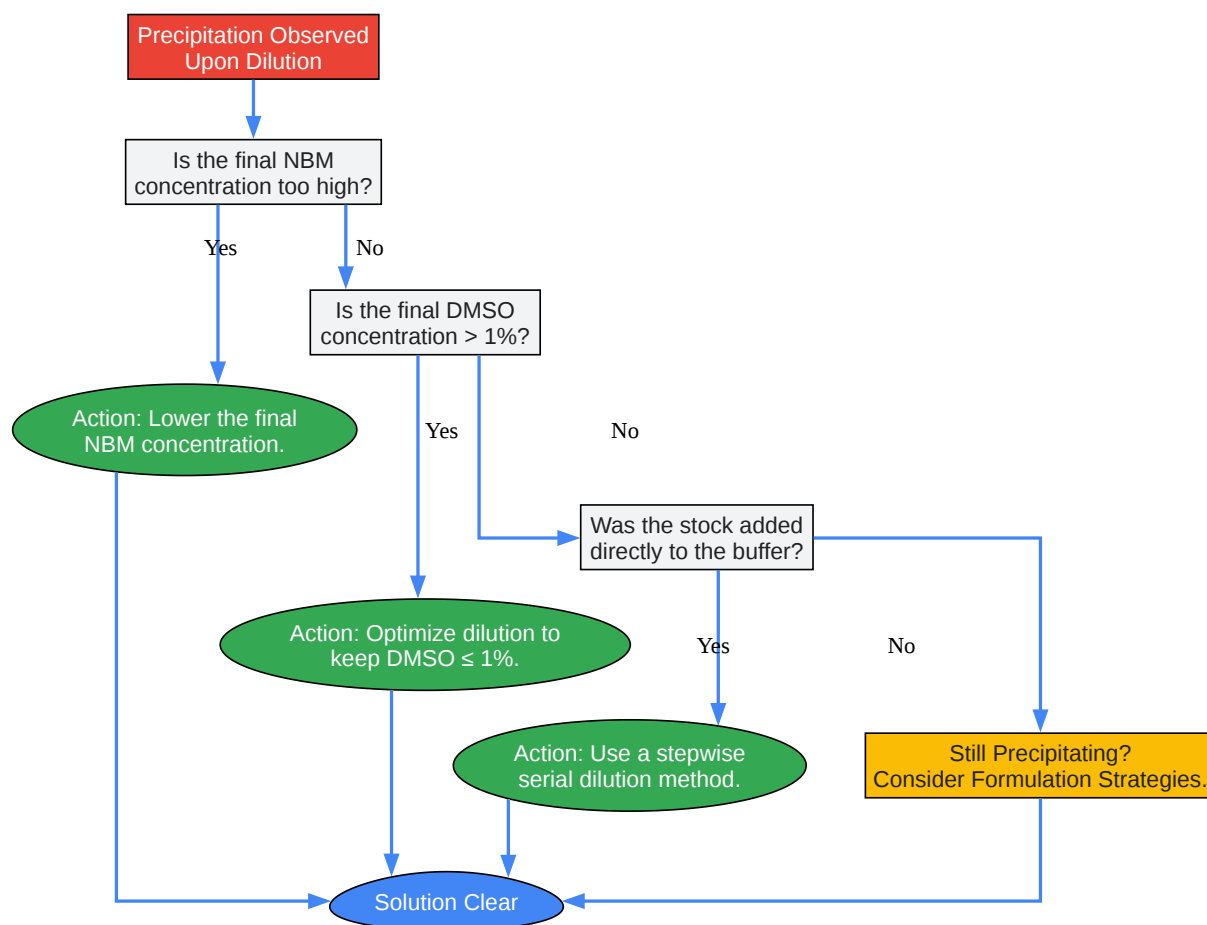 Precipitation Observed
Upon Dilution
Is the final NBM
concentration too high?
Yes
No
Is the final DMSO
concentration > 1%?
Action: Lower the final
NBM concentration.
Yes
No
Was the stock added
directly to the buffer?
Action: Optimize dilution to
keep DMSO ≤ 1%.
Yes
No
Action: Use a stepwise
serial dilution method.
Still Precipitating?
Consider Formulation Strategies.
Solution Clear